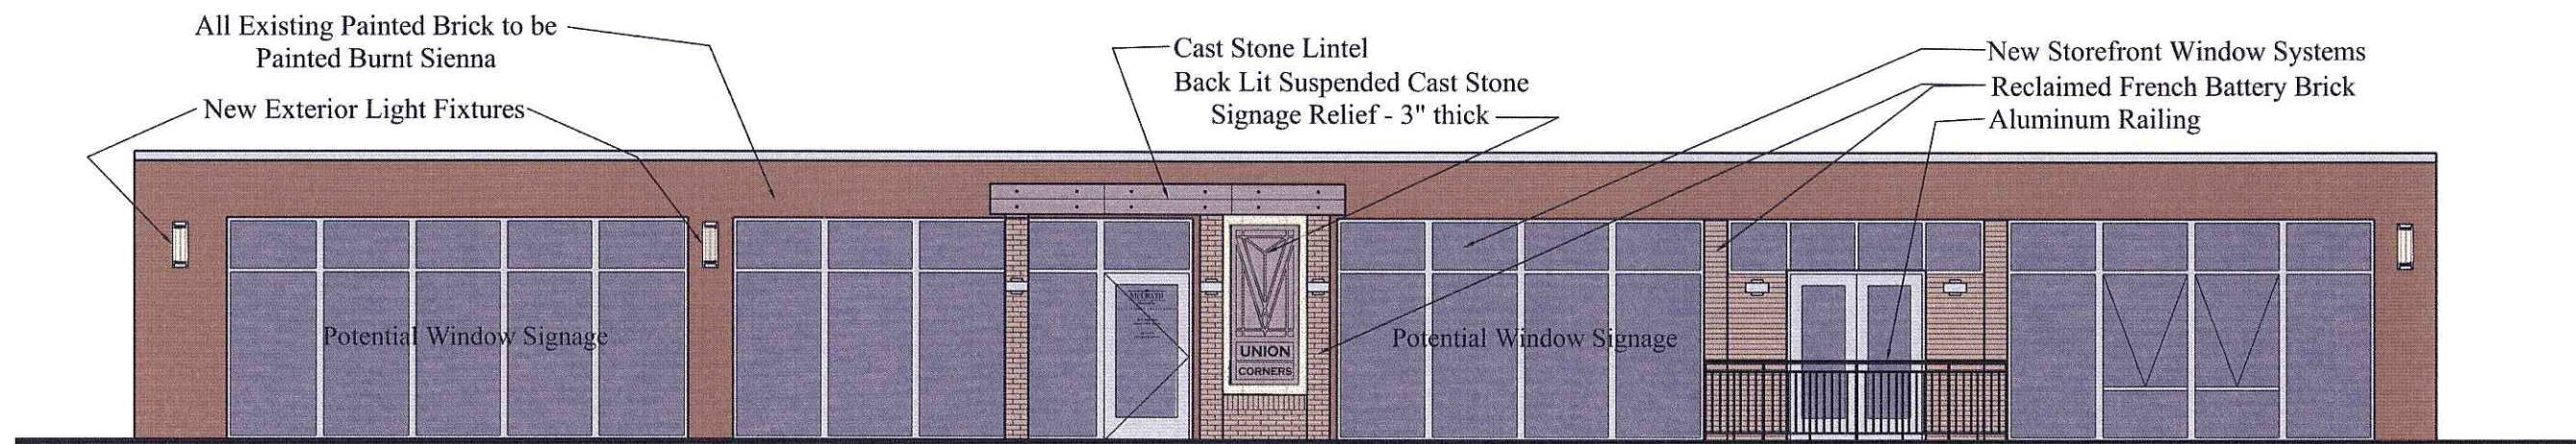 All Existing Painted Brick to be
Painted Burnt Sienna
New Exterior Light Fixtures
Cast Stone Lintel
Back Lit Suspended Cast Stone
Signage Relief - 3" thick
New Storefront Window Systems
Reclaimed French Battery Brick
Aluminum Railing
Potential Window Signage
McGRATH
UNION
CORNERS
Potential Window Signage